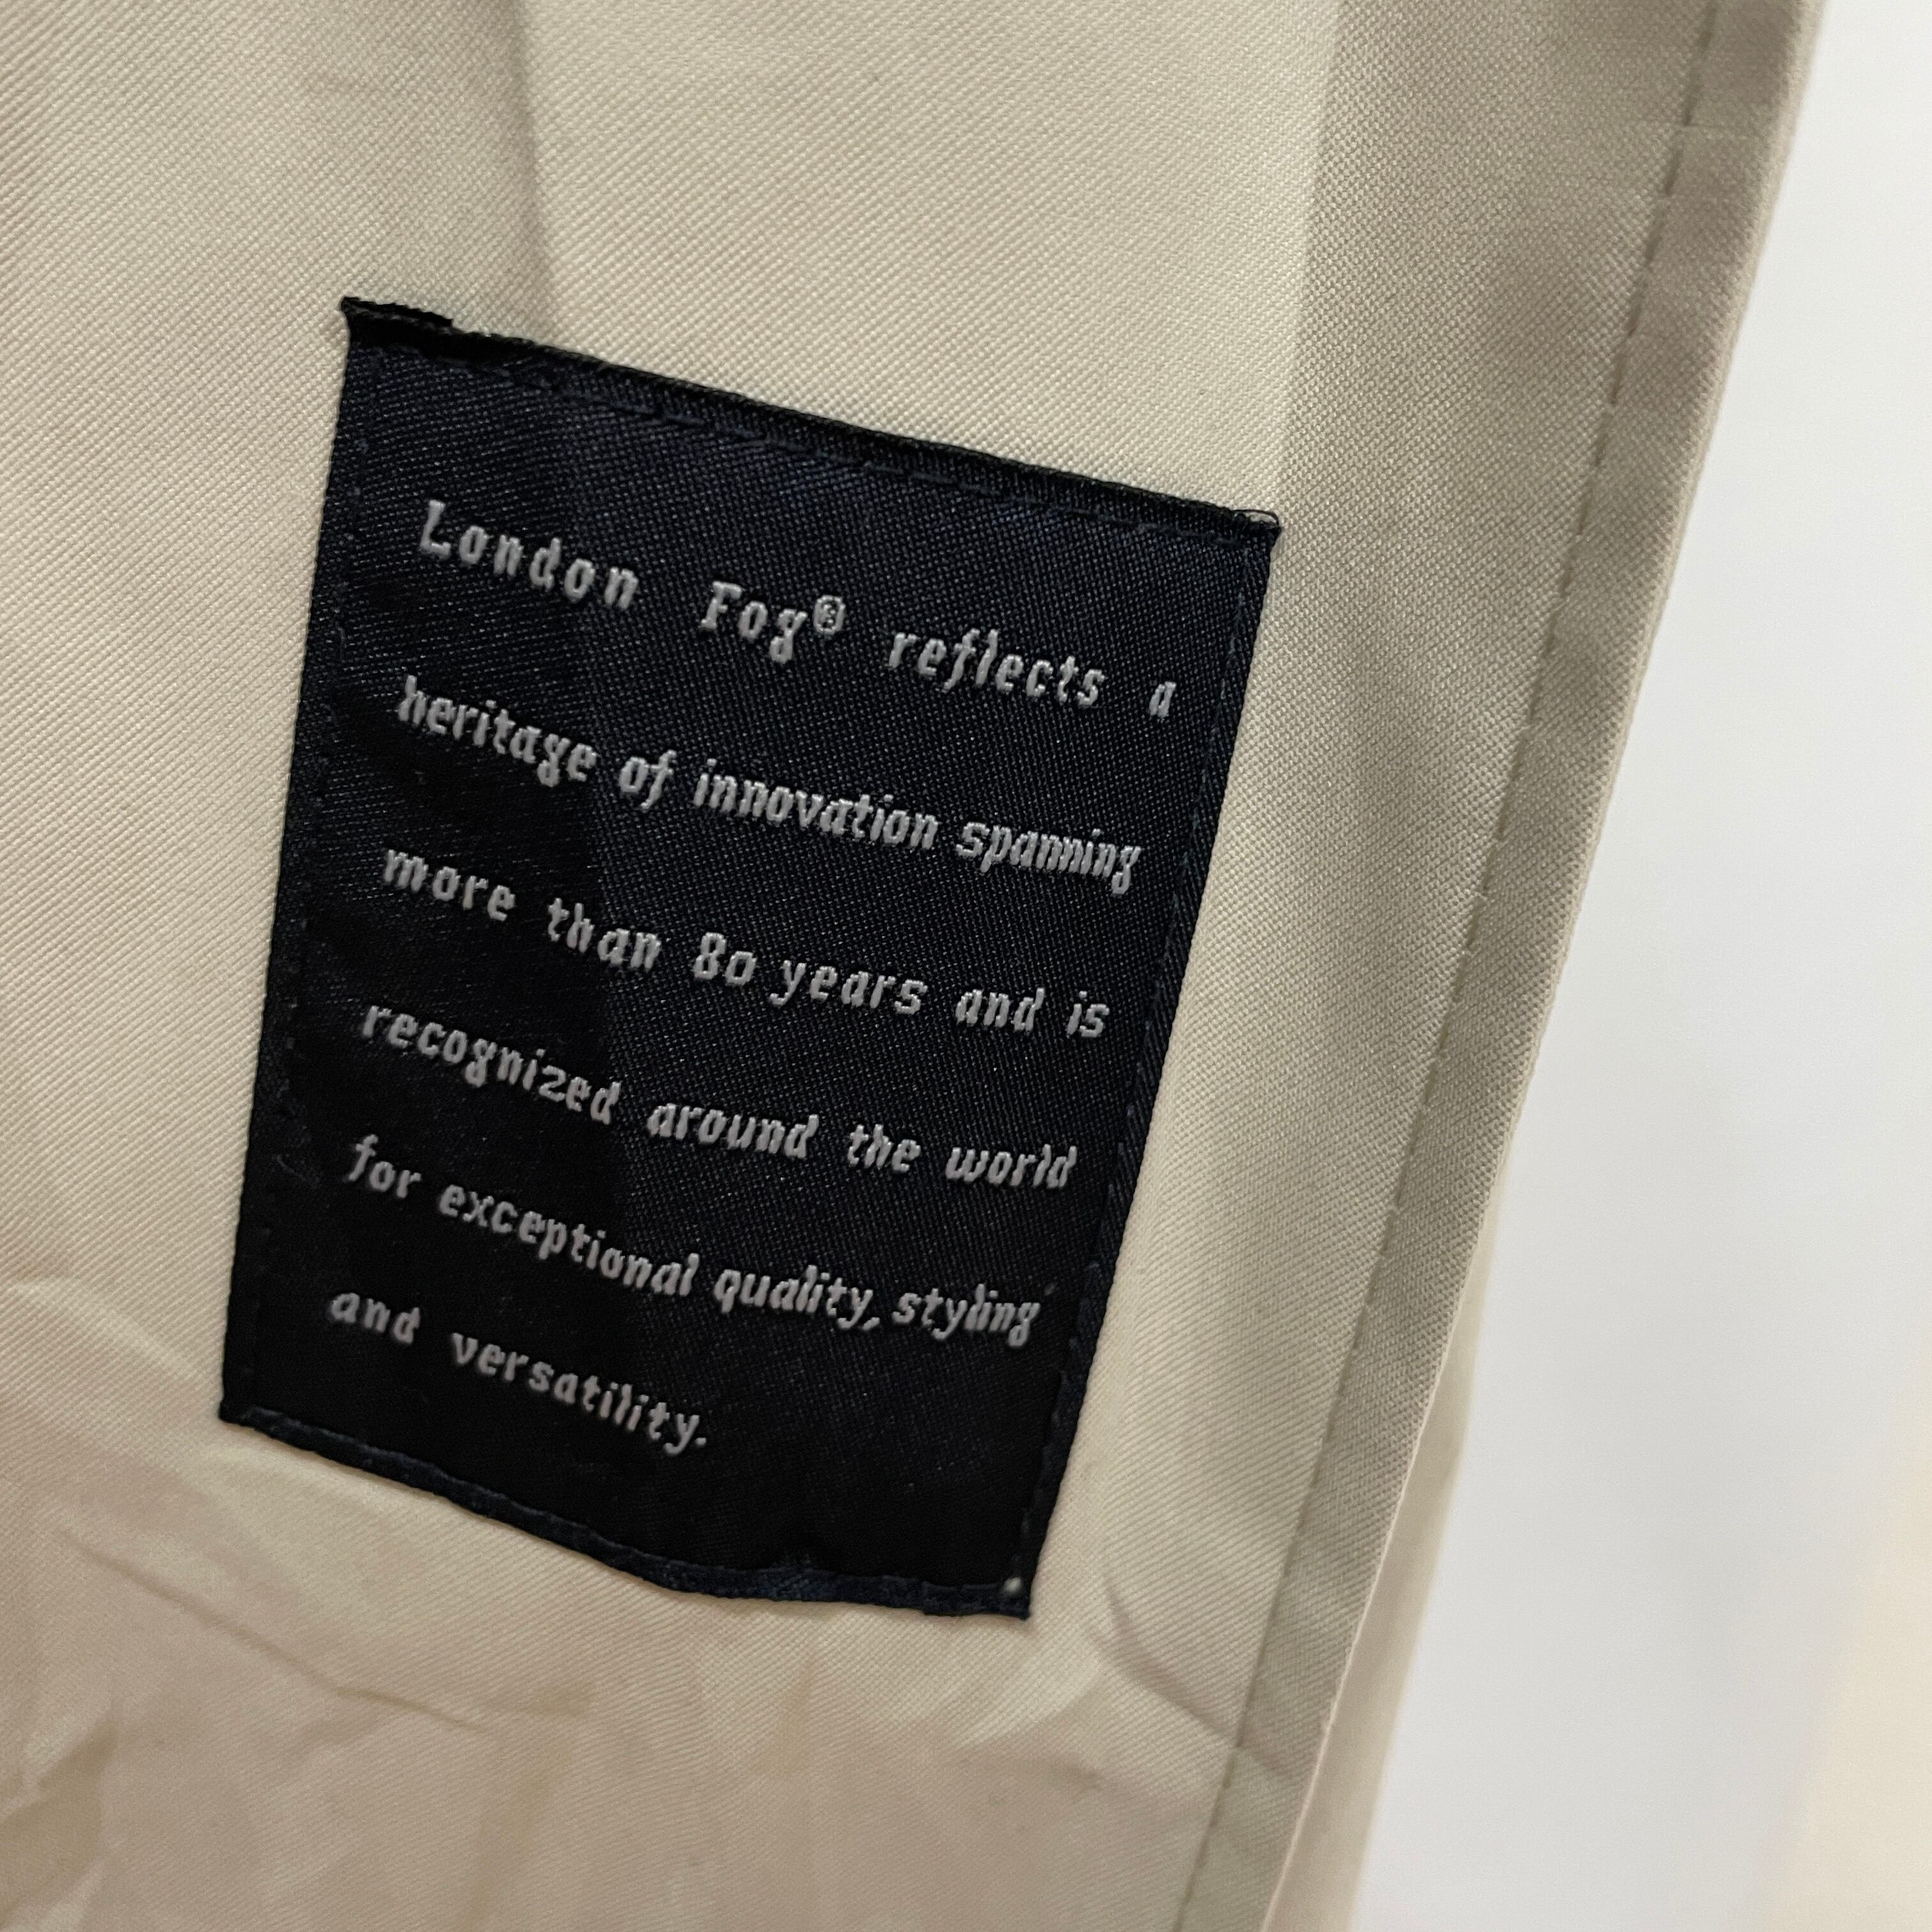 London Fog® reflects a
heritage of innovation spanning
more than 80 years and is
recognized around the world
for exceptional quality, styling
and versatility.